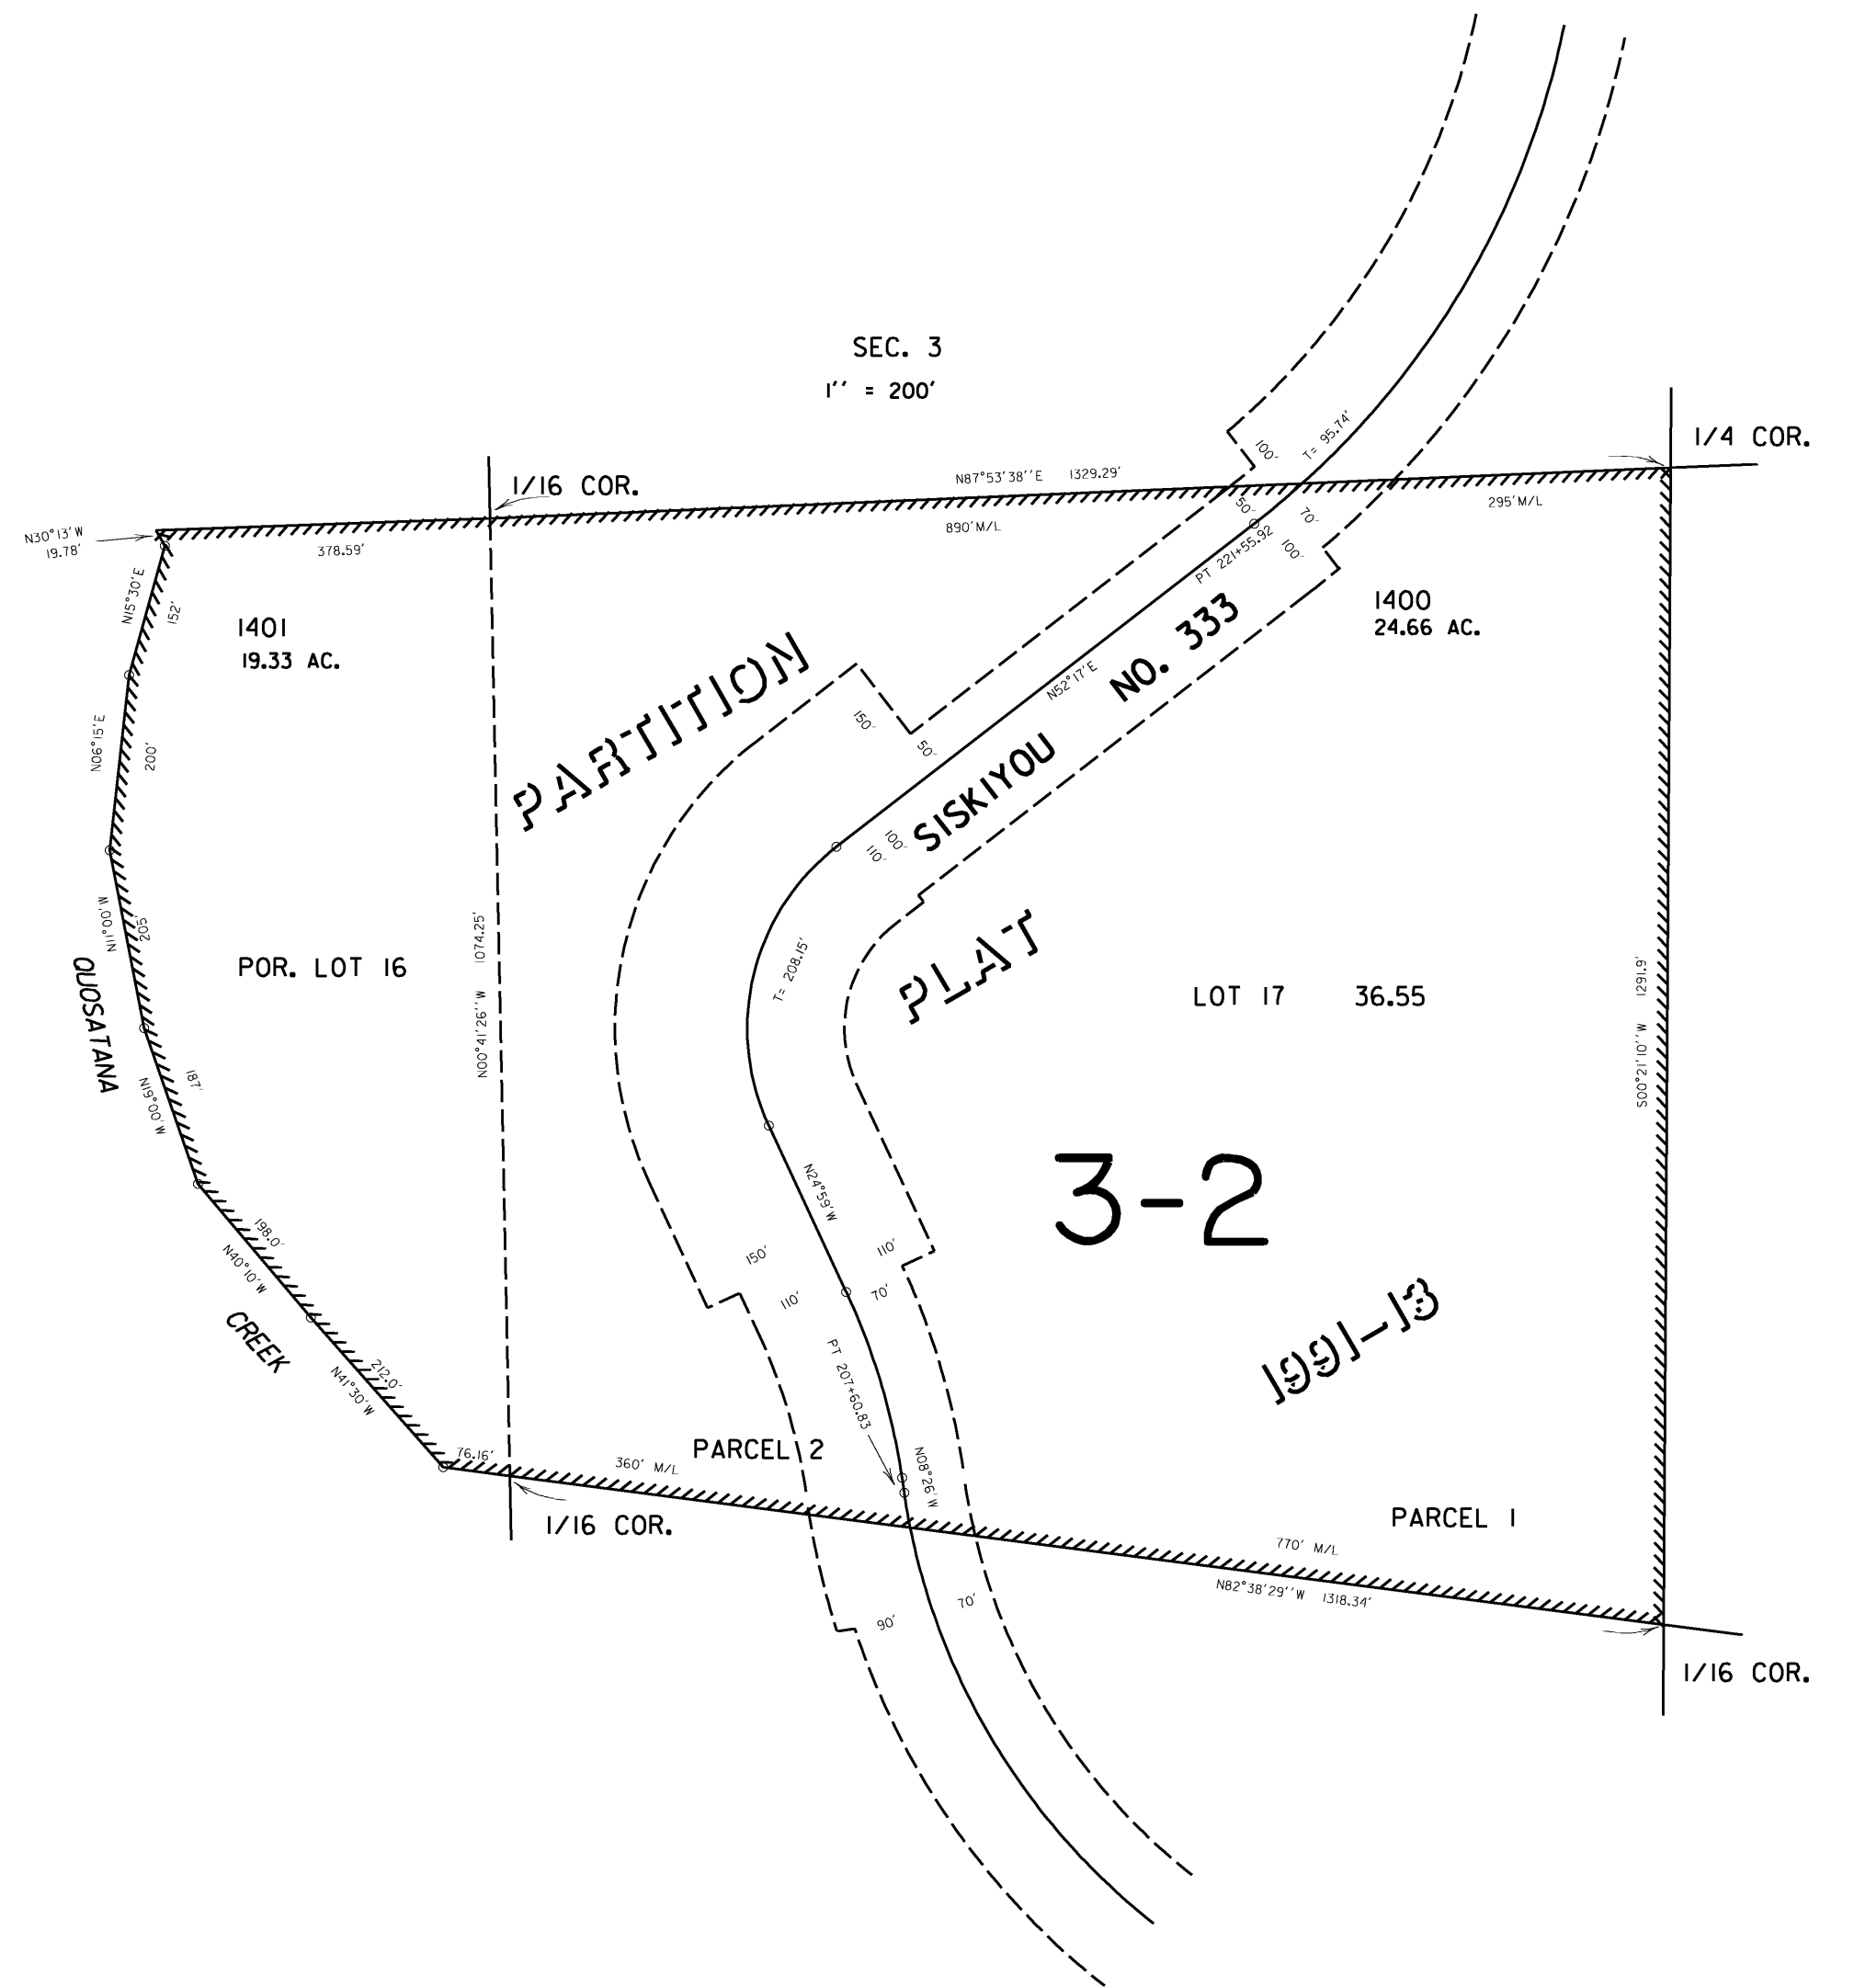 SEC. 3
1'' = 200'
1/4 COR.
1/16 COR.
N87°53'38''E 1329.29'
100'
T= 95.74'
N30°13'W
19.78'
378.59'
890'M/L
50'
70'
295'M/L
PT 221+55.92
100'
N15°30'E
152'
1401
19.33 AC.
1400
24.66 AC.
PARTITION
SISKIYOU NO. 333
N52°17'E
N06°15'E
200'
150'
50'
100'
110'
N11°00'W
205'
QUOSATANA
POR. LOT 16
N00°41'26''W 1074.25'
T= 208.15'
PLAT
LOT 17 36.55
S00°21'10''W 1291.9'
187'
N19°00'W
N24°59'W
3-2
198.0'
N40°10'W
150'
110'
110'
70'
CREEK
1991-13
212.0'
N41°30'W
PT 207+60.83
76.16'
360' M/L
PARCEL 2
N08°26'W
1/16 COR.
PARCEL 1
770' M/L
N82°38'29''W 1318.34'
90'
70'
1/16 COR.